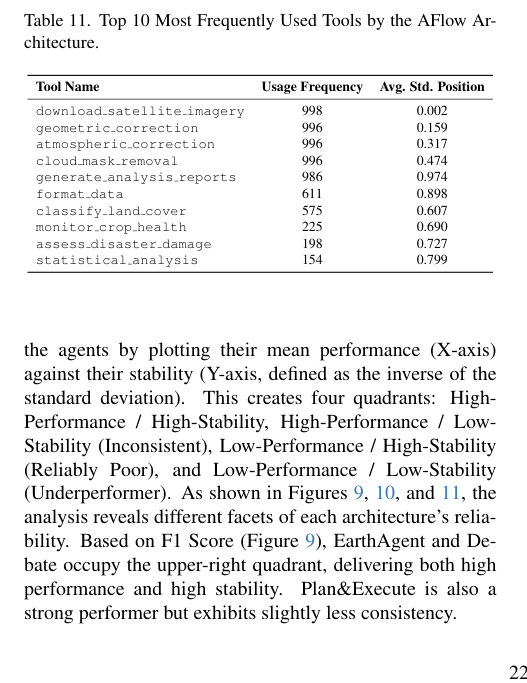 Table 11. Top 10 Most Frequently Used Tools by the AFlow Ar-
chitecture.
Tool Name Usage Frequency Avg. Std. Position
download_satellite_imagery 998 0.002
geometric_correction 996 0.159
atmospheric_correction 996 0.317
cloud_mask_removal 996 0.474
generate_analysis_reports 986 0.974
format_data 611 0.898
classify_land_cover 575 0.607
monitor_crop_health 225 0.690
assess_disaster_damage 198 0.727
statistical_analysis 154 0.799
the agents by plotting their mean performance (X-axis)
against their stability (Y-axis, defined as the inverse of the
standard deviation). This creates four quadrants: High-
Performance / High-Stability, High-Performance / Low-
Stability (Inconsistent), Low-Performance / High-Stability
(Reliably Poor), and Low-Performance / Low-Stability
(Underperformer). As shown in Figures 9, 10, and 11, the
analysis reveals different facets of each architecture's relia-
bility. Based on F1 Score (Figure 9), EarthAgent and De-
bate occupy the upper-right quadrant, delivering both high
performance and high stability. Plan&Execute is also a
strong performer but exhibits slightly less consistency.
22